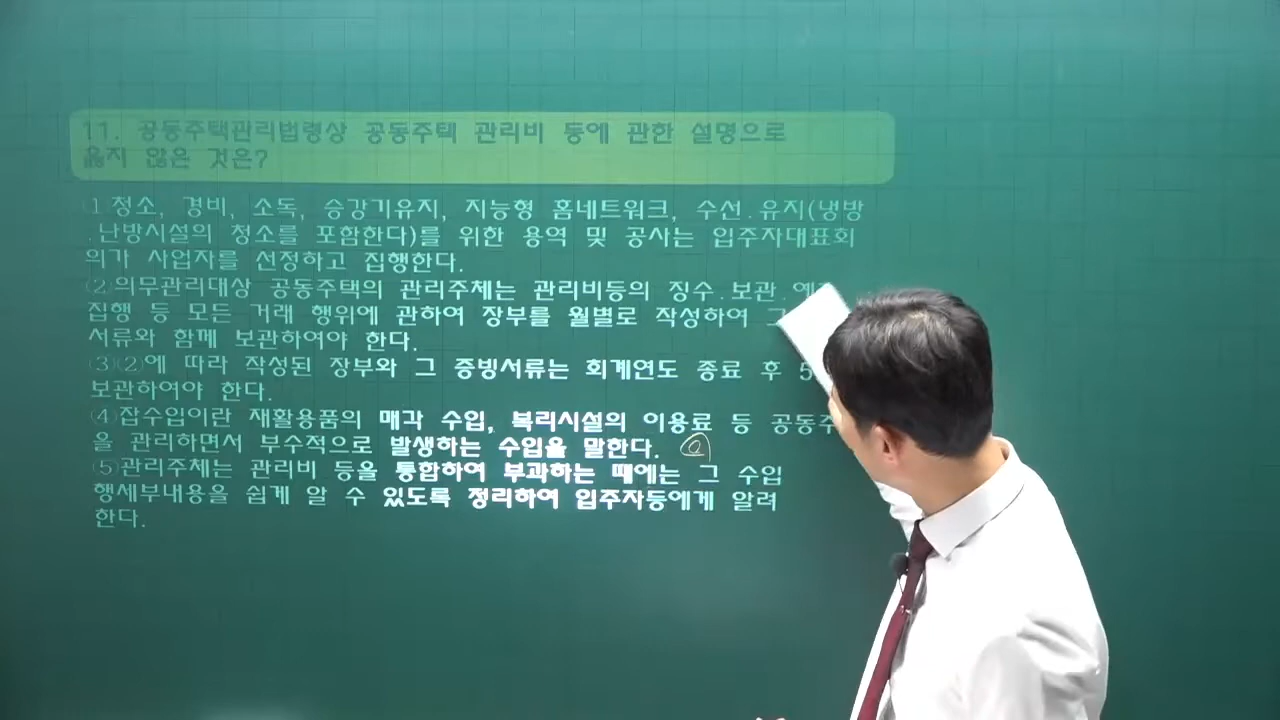 11. 공동주택관리법령상 공동주택 관리비 등에 관한 설명으로
옳지 않은 것은?
⑴청소, 경비, 소독, 승강기유지, 지능형 홈네트워크, 수선.유지(냉방
.난방시설의 청소를 포함한다)를 위한 용역 및 공사는 입주자대표회
의가 사업자를 선정하고 집행한다.
⑵의무관리대상 공동주택의 관리주체는 관리비등의 징수.보관.예
집행 등 모든 거래 행위에 관하여 장부를 월별로 작성하여 그
서류와 함께 보관하여야 한다.
⑶⑵에 따라 작성된 장부와 그 증빙서류는 회계연도 종료 후 5
보관하여야 한다.
⑷잡수입이란 재활용품의 매각 수입, 복리시설의 이용료 등 공동주
을 관리하면서 부수적으로 발생하는 수입을 말한다.
⑸관리주체는 관리비 등을 통합하여 부과하는 때에는 그 수입
행세부내용을 쉽게 알 수 있도록 정리하여 입주자등에게 알려
한다.